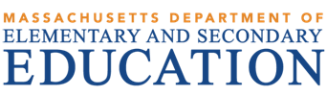 MASSACHUSETTS DEPARTMENT OF
ELEMENTARY AND SECONDARY
EDUCATION